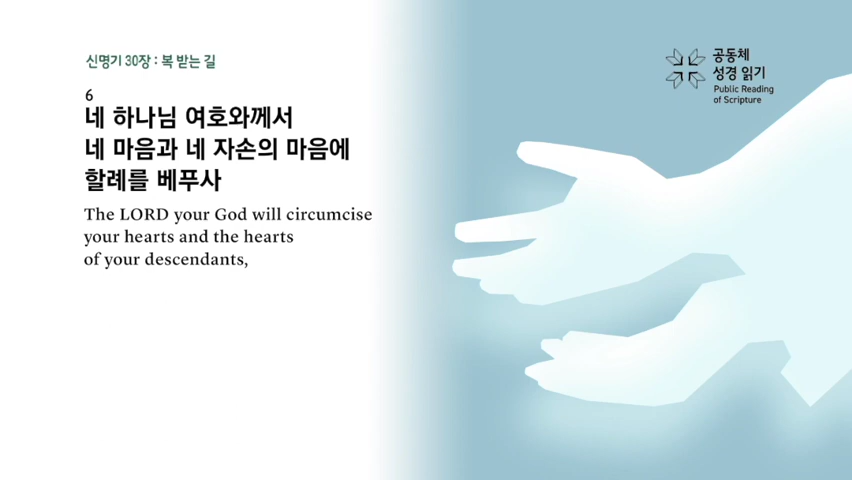 신명기 30장 : 복 받는 길
6
네 하나님 여호와께서
네 마음과 네 자손의 마음에
할례를 베푸사
The LORD your God will circumcise
your hearts and the hearts
of your descendants,
공동체
성경 읽기
Public Reading
of Scripture